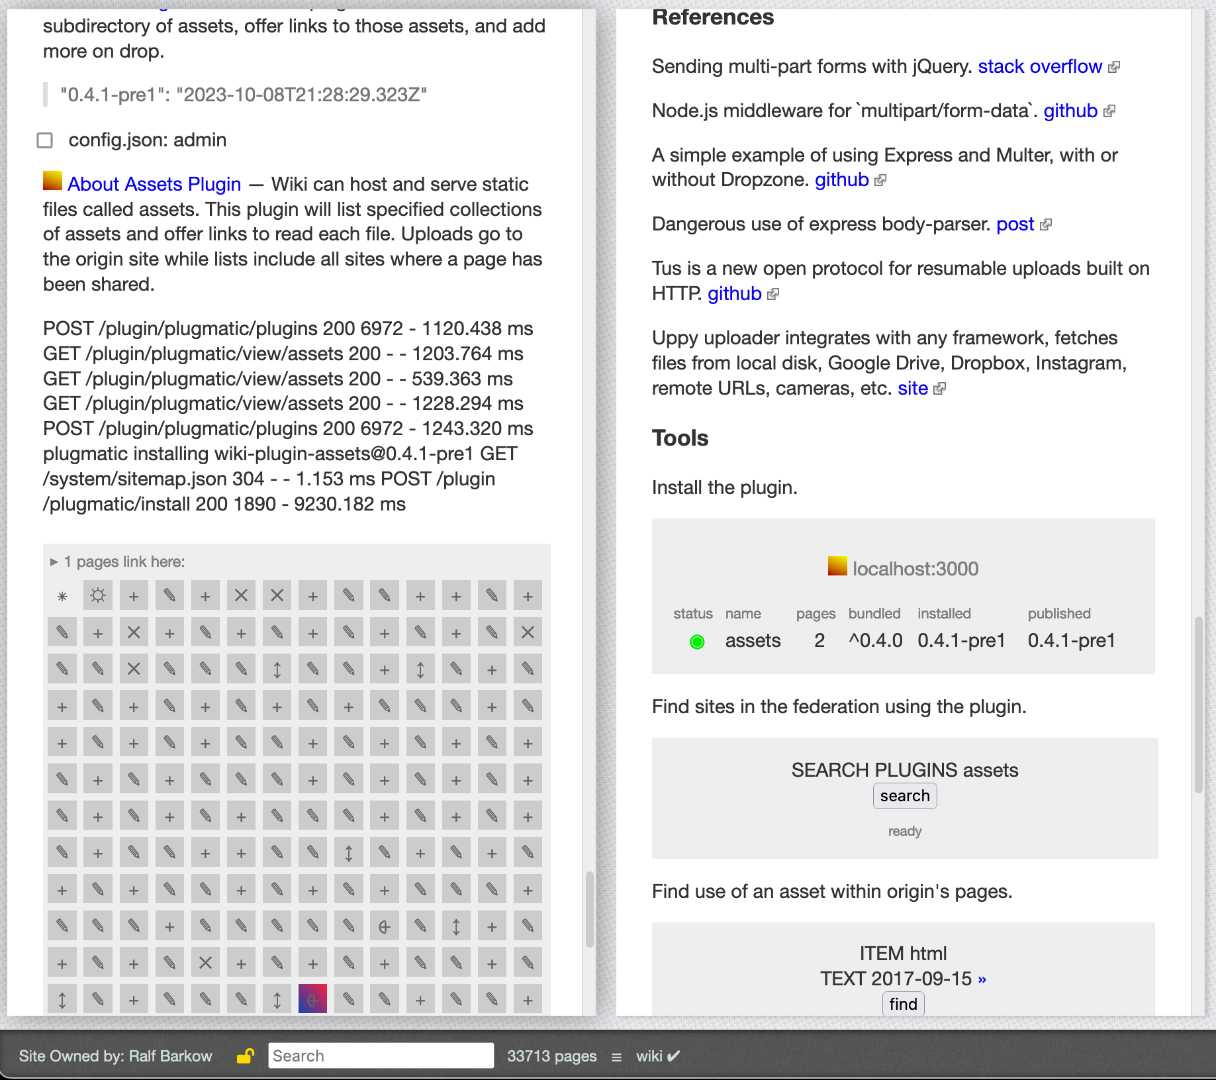 subdirectory of assets, offer links to those assets, and add
more on drop.
"0.4.1-pre1": "2023-10-08T21:28:29.323Z"
config.json: admin
About Assets Plugin — Wiki can host and serve static
files called assets. This plugin will list specified collections
of assets and offer links to read each file. Uploads go to
the origin site while lists include all sites where a page has
been shared.
POST /plugin/plugmatic/plugins 200 6972 - 1120.438 ms
GET /plugin/plugmatic/view/assets 200 - - 1203.764 ms
GET /plugin/plugmatic/view/assets 200 - - 539.363 ms
GET /plugin/plugmatic/view/assets 200 - - 1228.294 ms
POST /plugin/plugmatic/plugins 200 6972 - 1243.320 ms
plugmatic installing wiki-plugin-assets@0.4.1-pre1 GET
/system/sitemap.json 304 - - 1.153 ms POST /plugin
/plugmatic/install 200 1890 - 9230.182 ms
▸ 1 pages link here:
References
Sending multi-part forms with jQuery. stack overflow
Node.js middleware for `multipart/form-data`. github
A simple example of using Express and Multer, with or
without Dropzone. github
Dangerous use of express body-parser. post
Tus is a new open protocol for resumable uploads built on
HTTP. github
Uppy uploader integrates with any framework, fetches
files from local disk, Google Drive, Dropbox, Instagram,
remote URLs, cameras, etc. site
Tools
Install the plugin.
localhost:3000
status name pages bundled installed published
assets 2 ^0.4.0 0.4.1-pre1 0.4.1-pre1
Find sites in the federation using the plugin.
SEARCH PLUGINS assets
search
ready
Find use of an asset within origin's pages.
ITEM html
TEXT 2017-09-15 »
find
Site Owned by: Ralf Barkow Search 33713 pages ≡ wiki ✔